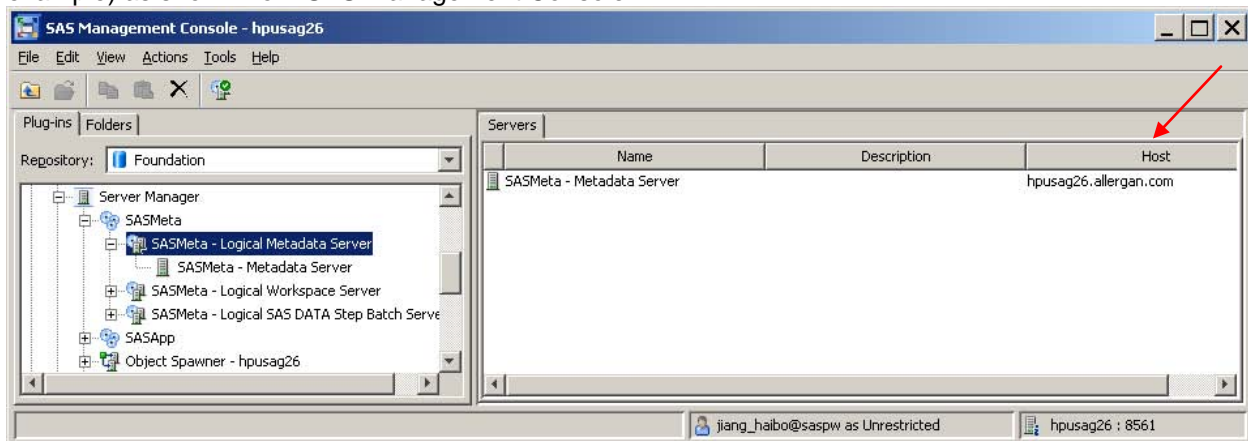 SAS Management Console - hpusag26
File Edit View Actions Tools Help
Plug-ins Folders
Repository: Foundation
Server Manager
SASMeta
SASMeta - Logical Metadata Server
SASMeta - Metadata Server
SASMeta - Logical Workspace Server
SASMeta - Logical SAS DATA Step Batch Serve
SASApp
Object Spawner - hpusag26
Servers
Name Description Host
SASMeta - Metadata Server hpusag26.allergan.com
jiang_haibo@saspw as Unrestricted hpusag26 : 8561